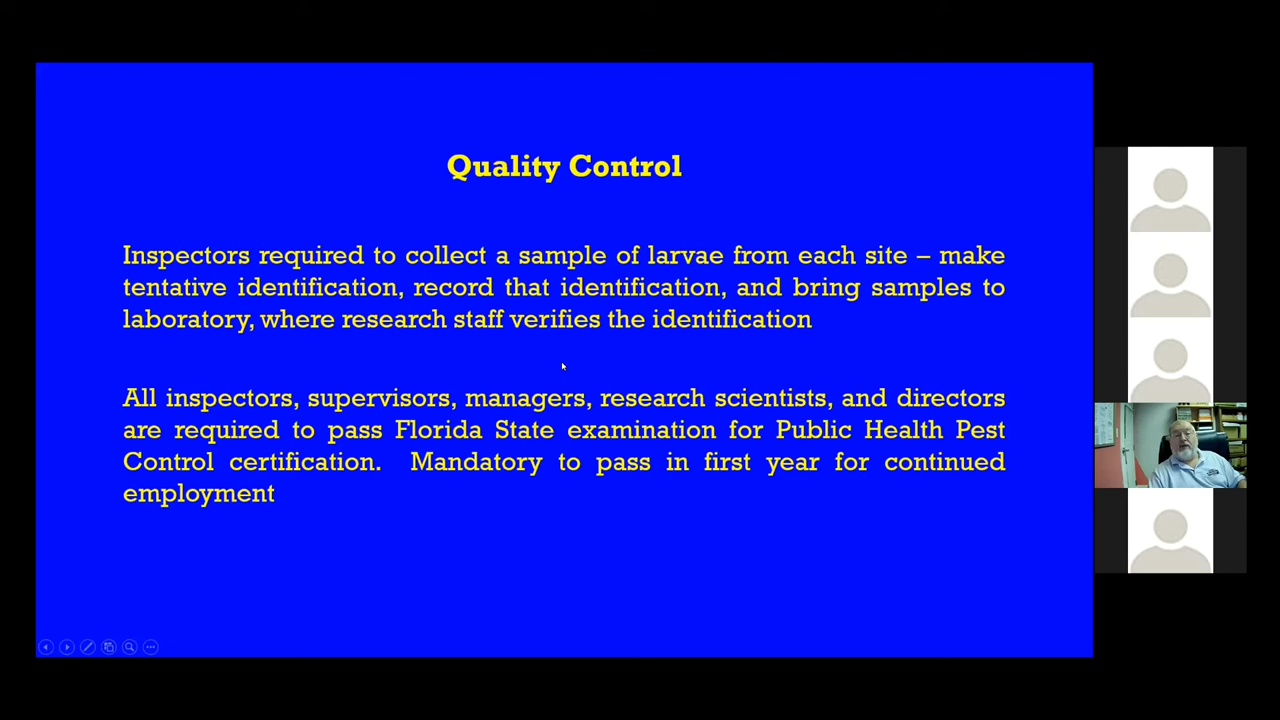 Quality Control
Inspectors required to collect a sample of larvae from each site – make
tentative identification, record that identification, and bring samples to
laboratory, where research staff verifies the identification
All inspectors, supervisors, managers, research scientists, and directors
are required to pass Florida State examination for Public Health Pest
Control certification.  Mandatory to pass in first year for continued
employment